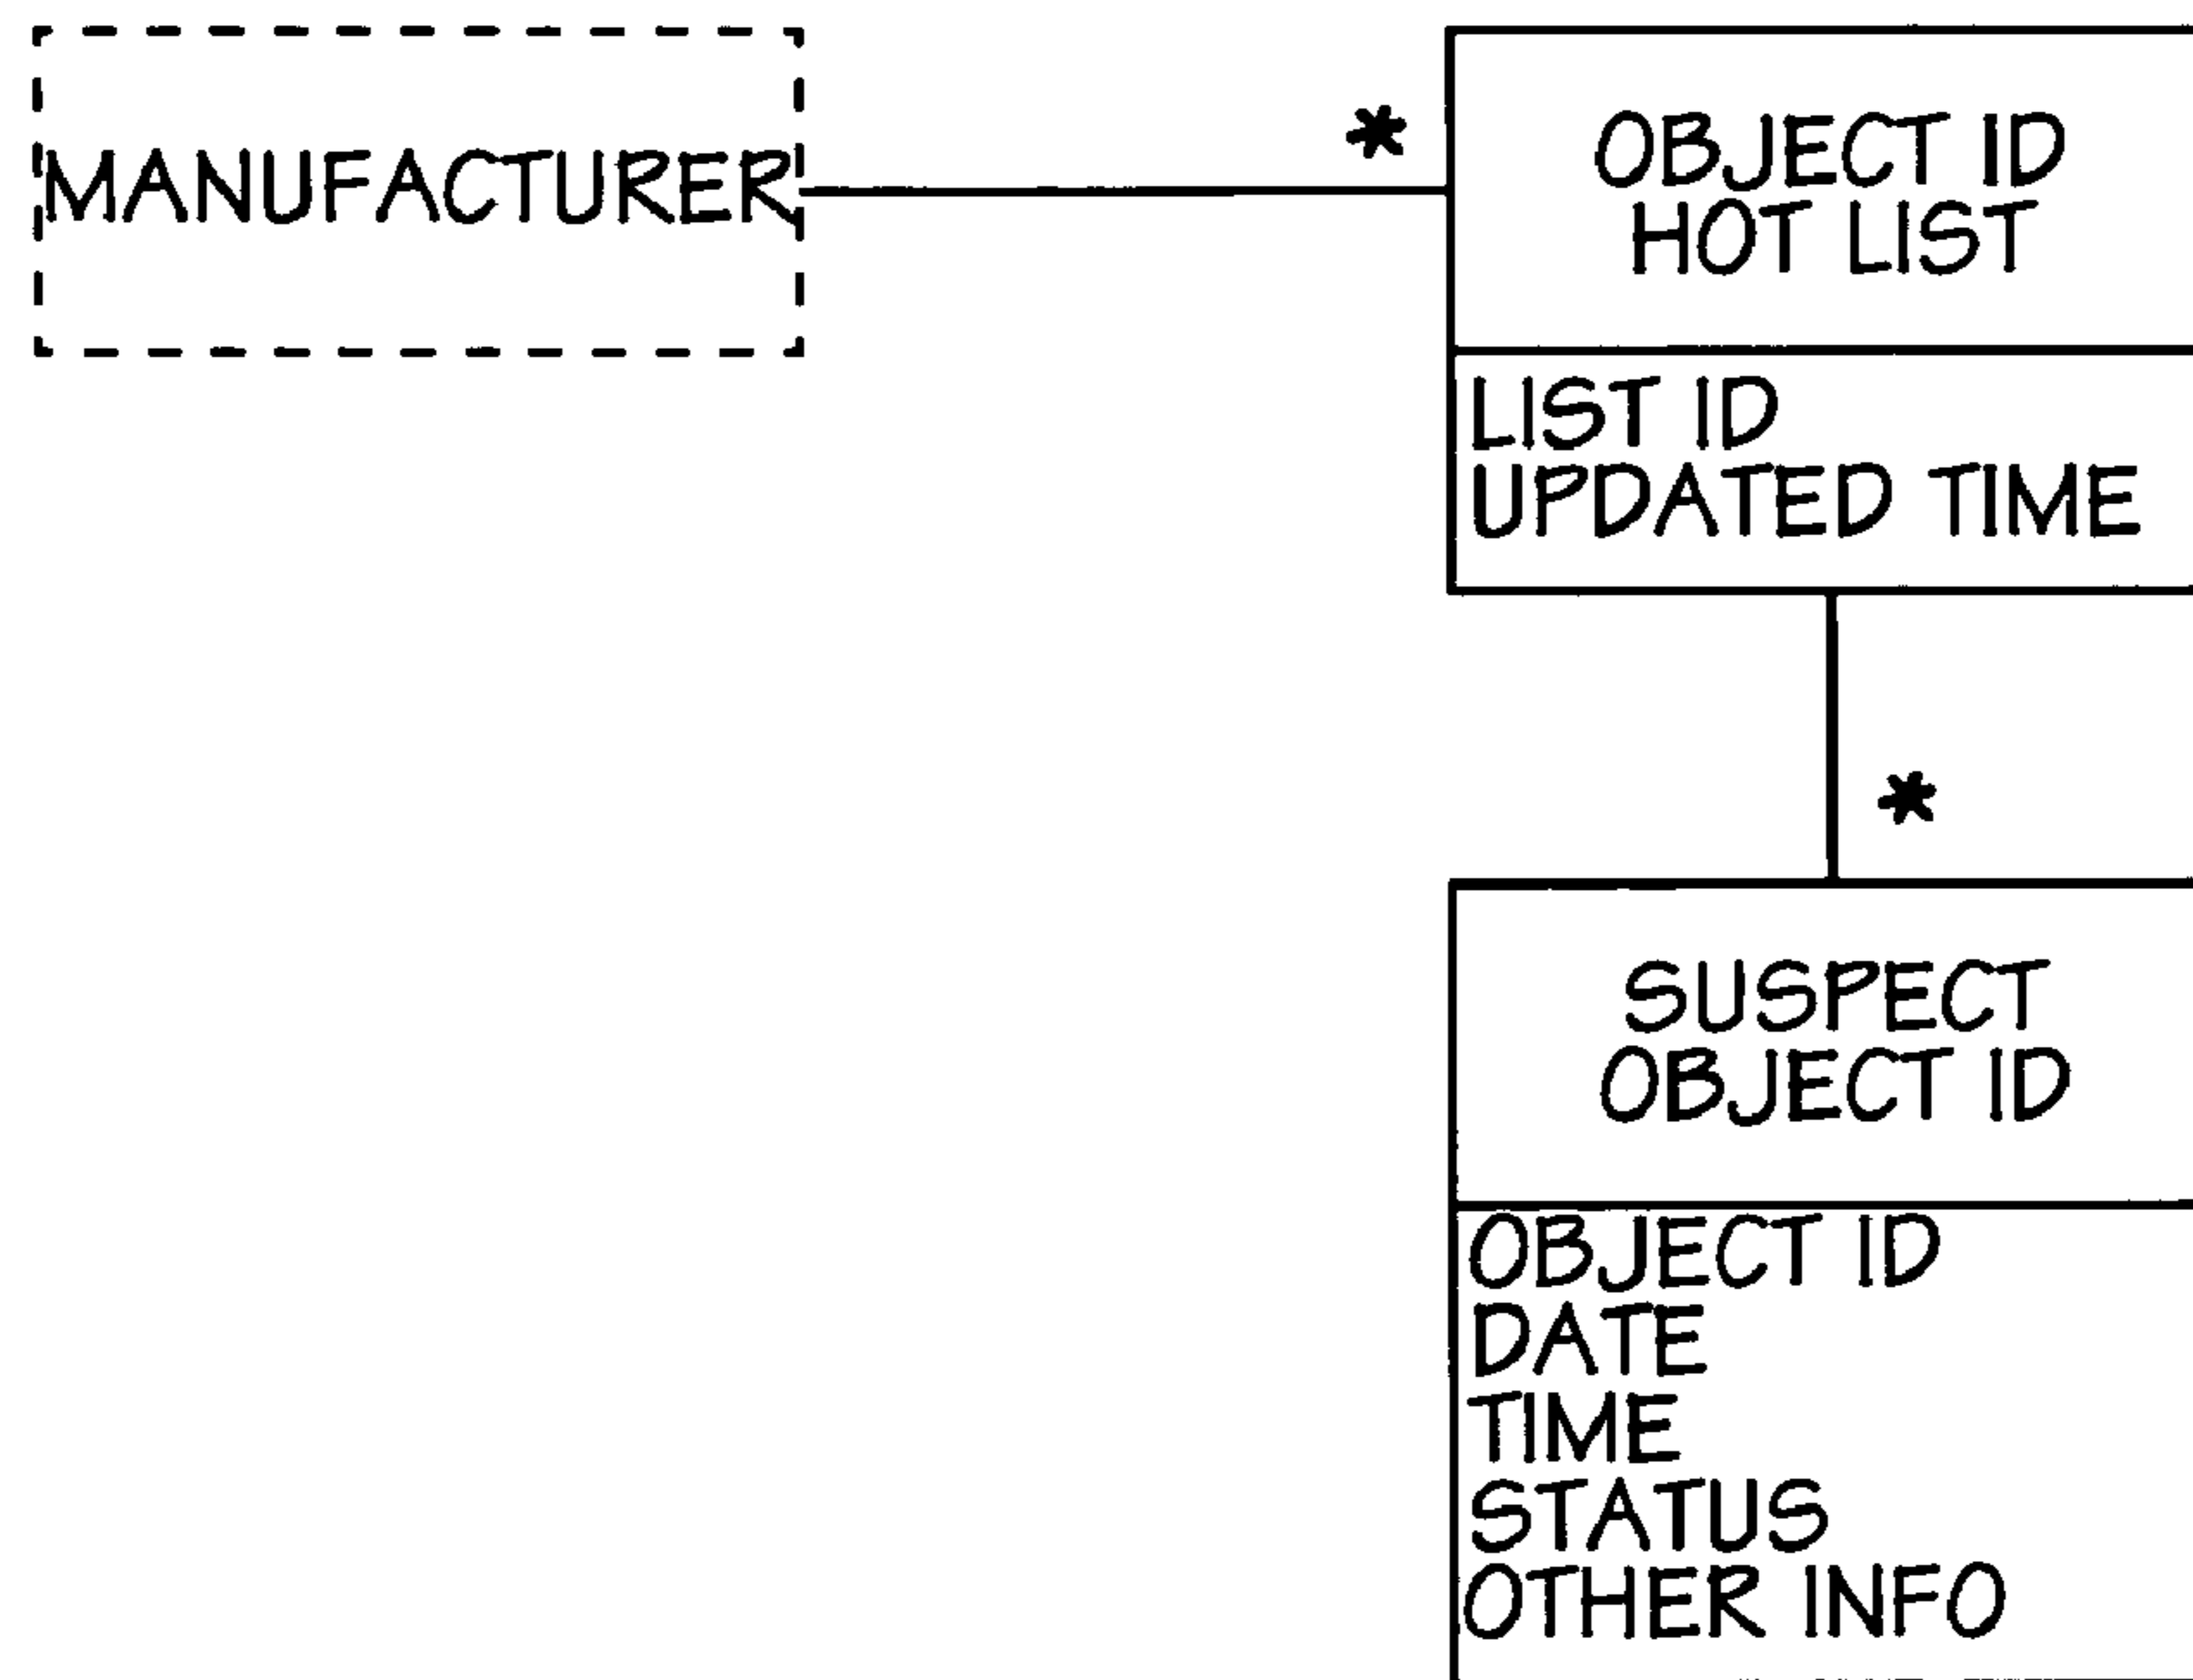 MANUFACTURER
*
OBJECT ID
HOT LIST
LIST ID
UPDATED TIME
*
SUSPECT
OBJECT ID
OBJECT ID
DATE
TIME
STATUS
OTHER INFO